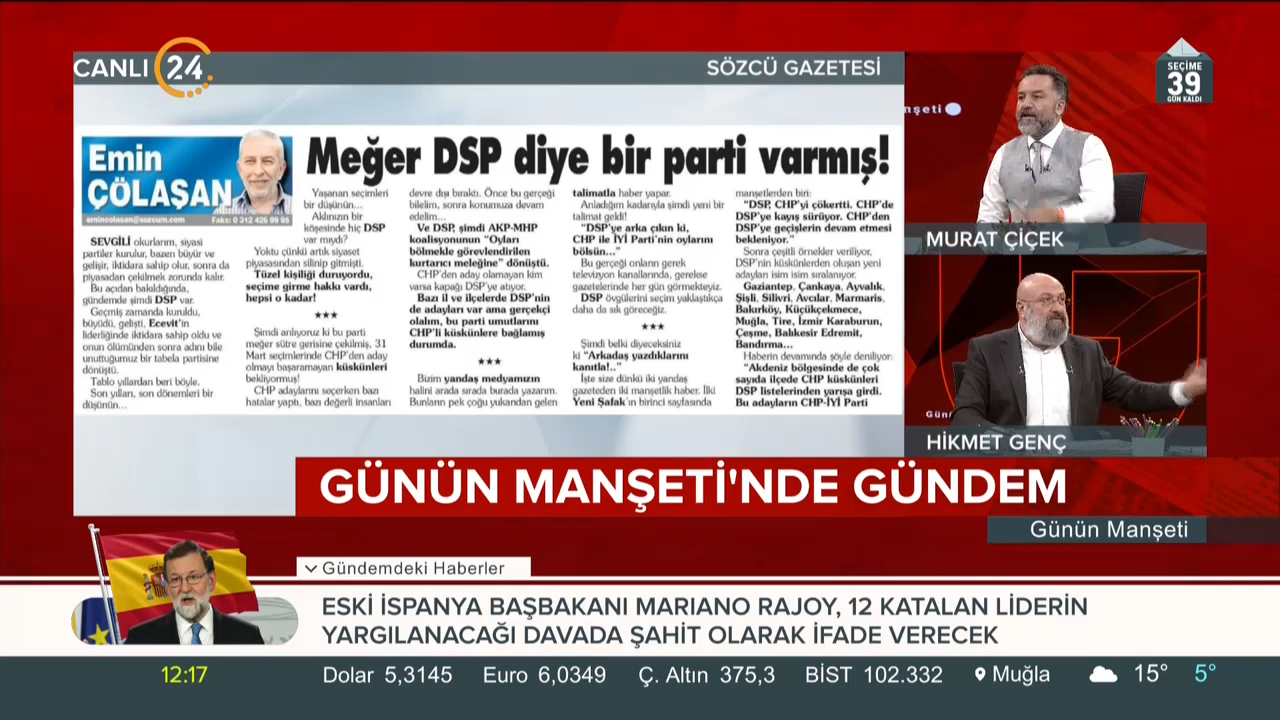 CANLI 24
SÖZCÜ GAZETESİ
SEÇİME
39
GÜN KALDI
Emin
ÇÖLAŞAN
emincolasan@sozcum.com Faks: 0 312 426 99 95
Meğer DSP diye bir parti varmış!
SEVGİLİ okurlarım, siyasi
partiler kurulur, bazen büyür ve
gelişir, iktidara sahip olur, sonra da
piyasadan çekilmek zorunda kalır.
Bu açıdan bakıldığında,
gündemde şimdi DSP var.
Geçmiş zamanda kuruldu,
büyüdü, gelişti, Ecevit'in
liderliğinde iktidara sahip oldu ve
onun ölümünden sonra adını bile
unuttuğumuz bir tabela partisine
dönüştü.
Tablo yıllardan beri böyle.
Son yılları, son dönemleri bir
düşünün...
Yaşanan seçimleri
bir düşünün...
Aklınızın bir
köşesinde hiç DSP
var mıydı?
Yoktu çünkü artık siyaset
piyasasından silinip gitmişti.
Tüzel kişiliği duruyordu,
seçime girme hakkı vardı,
hepsi o kadar!
★★★
Şimdi anlıyoruz ki bu parti
meğer sütre gerisine çekilmiş, 31
Mart seçimlerinde CHP'den aday
olmayı başaramayan küskünleri
bekliyormuş!
CHP adaylarını seçerken bazı
hatalar yaptı, bazı değerli insanları
devre dışı bıraktı. Önce bu gerçeği
bilelim, sonra konumuza devam
edelim...
Ve DSP, şimdi AKP-MHP
koalisyonunun "Oyları
bölmekle görevlendirilen
kurtarıcı meleğine" dönüştü.
CHP'den aday olamayan kim
varsa kapağı DSP'ye atıyor.
Bazı il ve ilçelerde DSP'nin
de adayları var ama gerçekçi
olalım, bu parti umutlarını
CHP'li küskünlere bağlamış
durumda.
★★★
Bizim yandaş medyamızın
halini arada sırada burada yazarım.
Bunların pek çoğu yukarıdan gelen
talimatla haber yapar.
Anladığım kadarıyla şimdi yeni bir
talimat geldi!
"DSP'ye arka çıkın ki,
CHP ile İYİ Parti'nin oylarını
bölsün..."
Bu gerçeği onların gerek
televizyon kanallarında, gerekse
gazetelerinde her gün görmekteyiz.
DSP övgülerini seçim yaklaştıkça
daha da sık göreceğiz.
★★★
Şimdi belki diyeceksiniz
ki "Arkadaş yazdıklarını
kanıtla!.."
İşte size dünkü iki yandaş
gazeteden iki manşetlik haber. İlki
Yeni Şafak'ın birinci sayfasında
manşetlerden biri:
"DSP, CHP'yi çökertti. CHP'de
DSP'ye kayış sürüyor. CHP'den
DSP'ye geçişlerin devam etmesi
bekleniyor."
Sonra çeşitli örnekler veriliyor,
DSP'nin küskünlerden oluşan yeni
adayları isim isim sıralanıyor.
Gaziantep, Çankaya, Ayvalık,
Şişli, Silivri, Avcılar, Marmaris,
Bakırköy, Küçükçekmece,
Muğla, Tire, İzmir Karaburun,
Çeşme, Balıkesir Edremit,
Bandırma...
Haberin devamında şöyle deniliyor:
"Akdeniz bölgesinde de çok
sayıda ilçede CHP küskünleri
DSP listelerinden yarışa girdi.
Bu adayların CHP-İYİ Parti
MURAT ÇİÇEK
HİKMET GENÇ
GÜNÜN MANŞETİ'NDE GÜNDEM
Günün Manşeti
Gündemdeki Haberler
ESKİ İSPANYA BAŞBAKANI MARIANO RAJOY, 12 KATALAN LİDERİN
YARGILANACAĞI DAVADA ŞAHİT OLARAK İFADE VERECEK
12:17 Dolar 5,3145 Euro 6,0349 Ç. Altın 375,3 BİST 102.332 Muğla 15° 5°